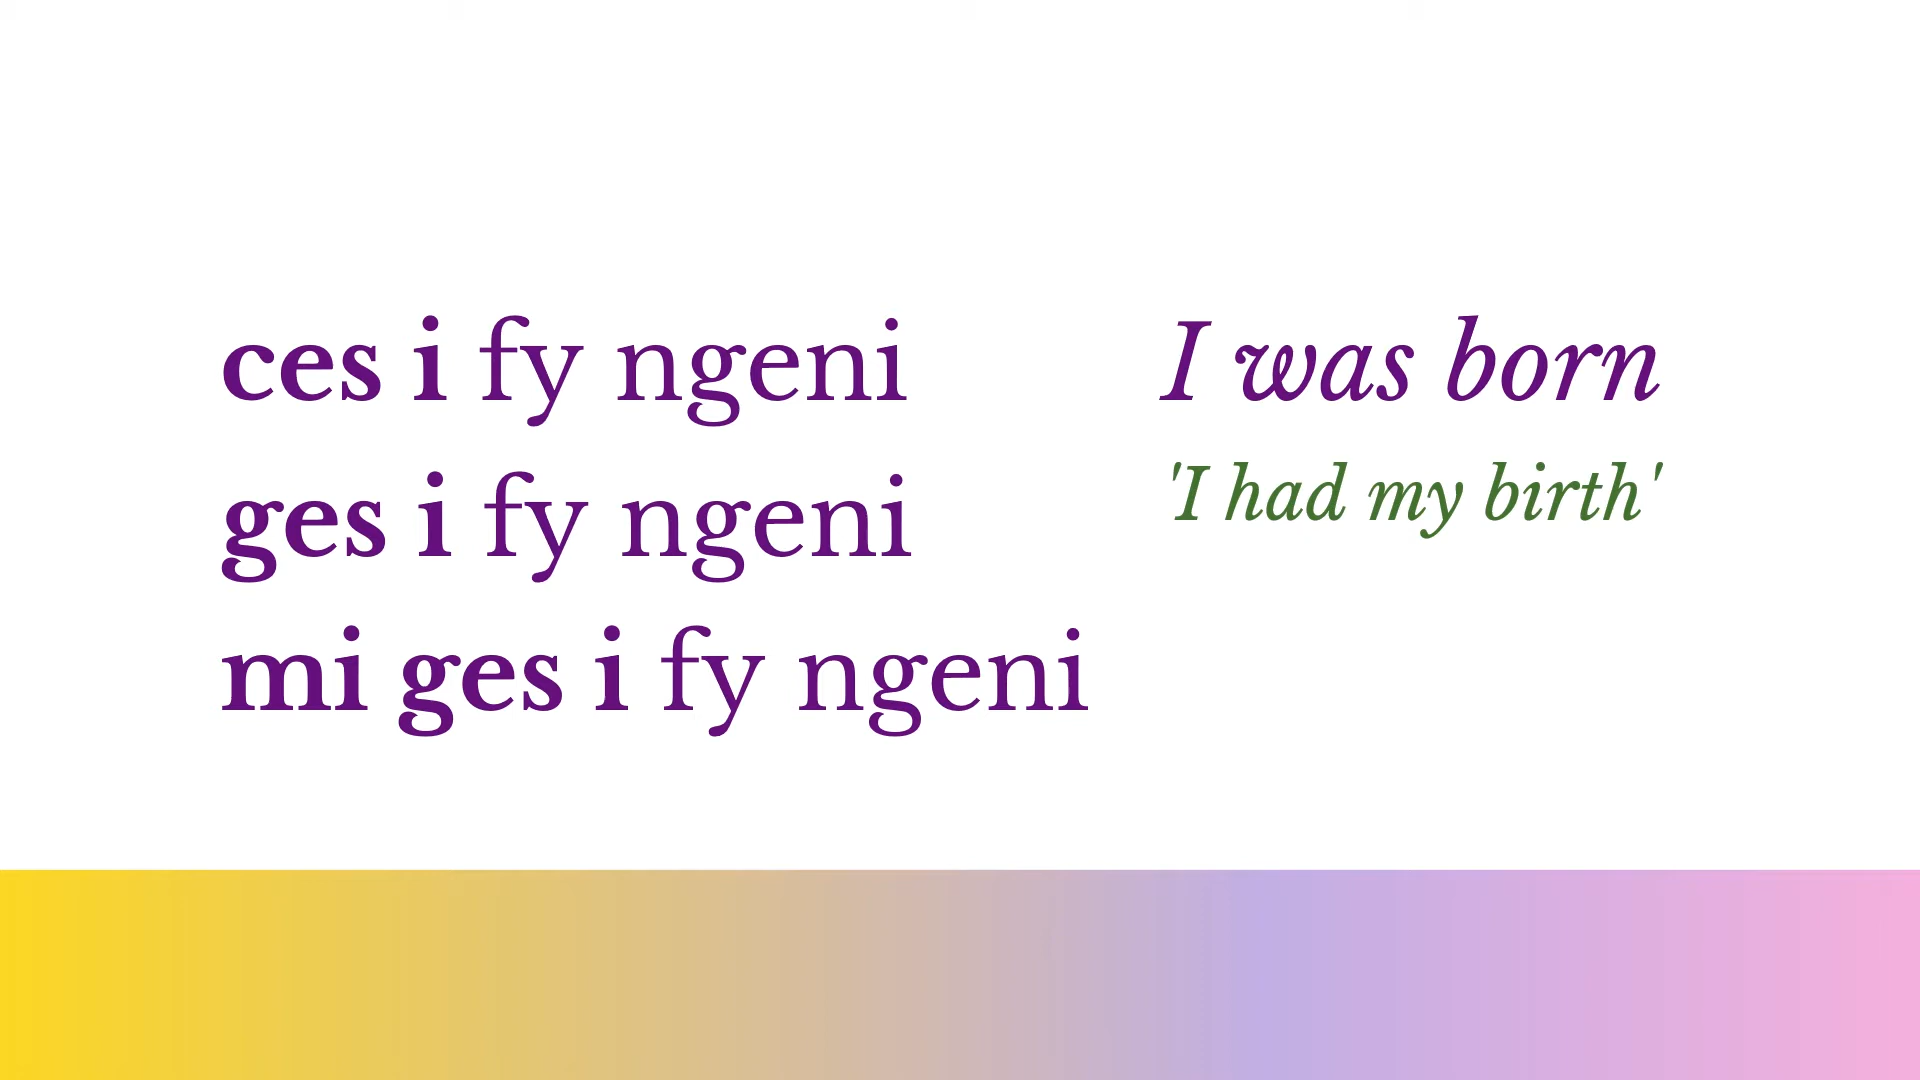 ces i fy ngeni
ges i fy ngeni
mi ges i fy ngeni
I was born
'I had my birth'